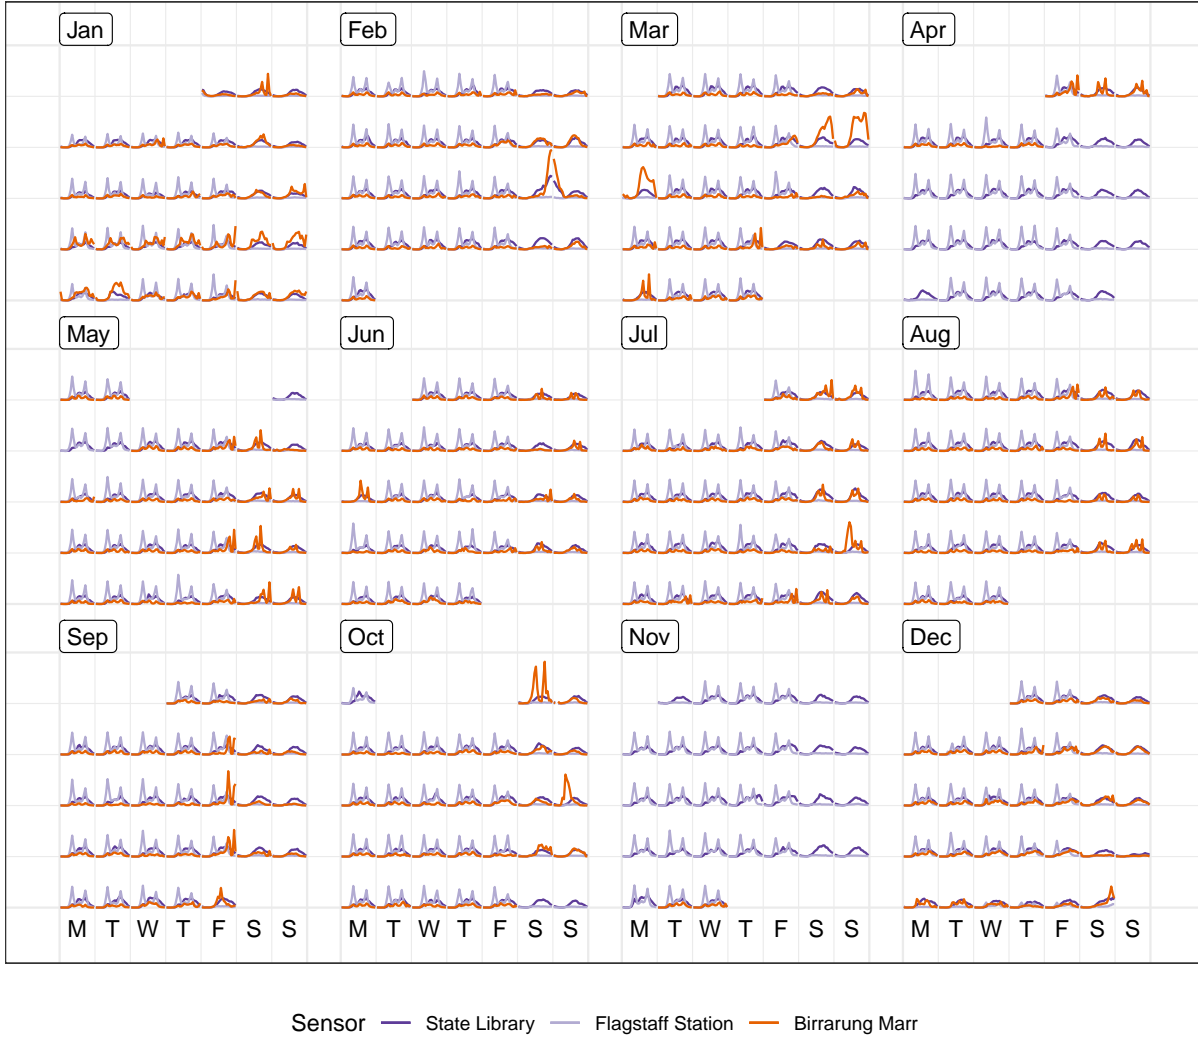 Jan Feb Mar Apr
May Jun Jul Aug
Sep Oct Nov Dec
M T W T F S S M T W T F S S M T W T F S S M T W T F S S
Sensor State Library Flagstaff Station Birrarung Marr